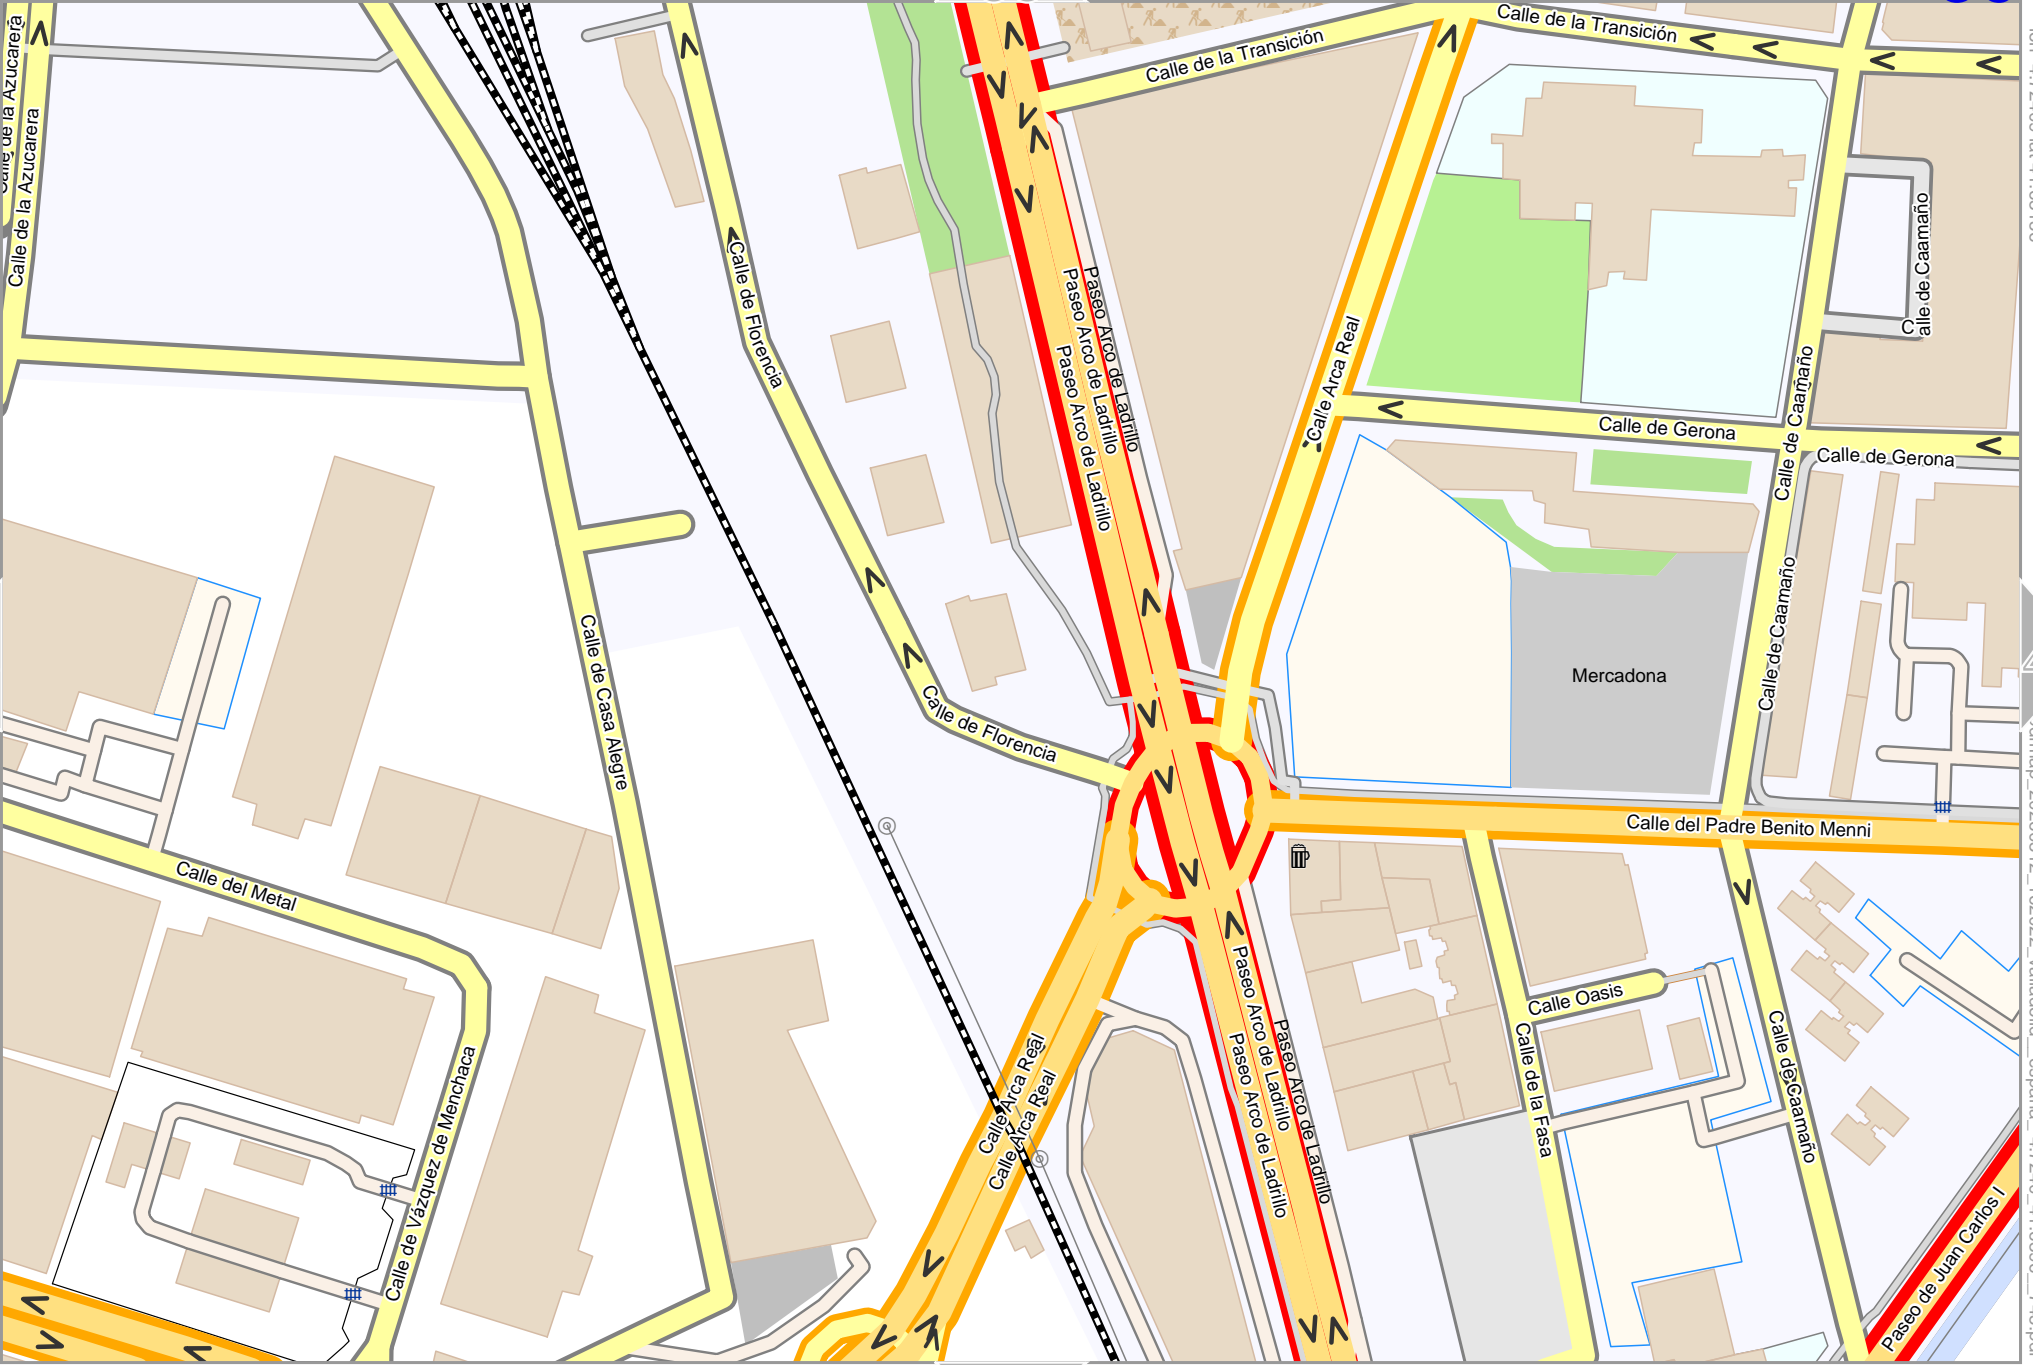 Calle de la Azucarera
Calle de la Azucarera
Calle de la Transición
Calle de la Transición
Calle de Florencia
Calle de Caamaño
Paseo Arco de Ladrillo
Paseo Arco de Ladrillo
Paseo Arco de Ladrillo
Calle Arca Real
Calle de Caamaño
Calle de Gerona
Calle de Gerona
Calle de Casa Alegre
Calle de Caamaño
Mercadona
Calle de Florencia
Calle del Padre Benito Menni
Calle del Metal
Paseo Arco de Ladrillo
Paseo Arco de Ladrillo
Paseo Arco de Ladrillo
Calle Oasis
Calle de la Fasa
Calle de Caamaño
Calle Arca Real
Calle Arca Real
Calle de Vázquez de Menchaca
Paseo de Juan Carlos I